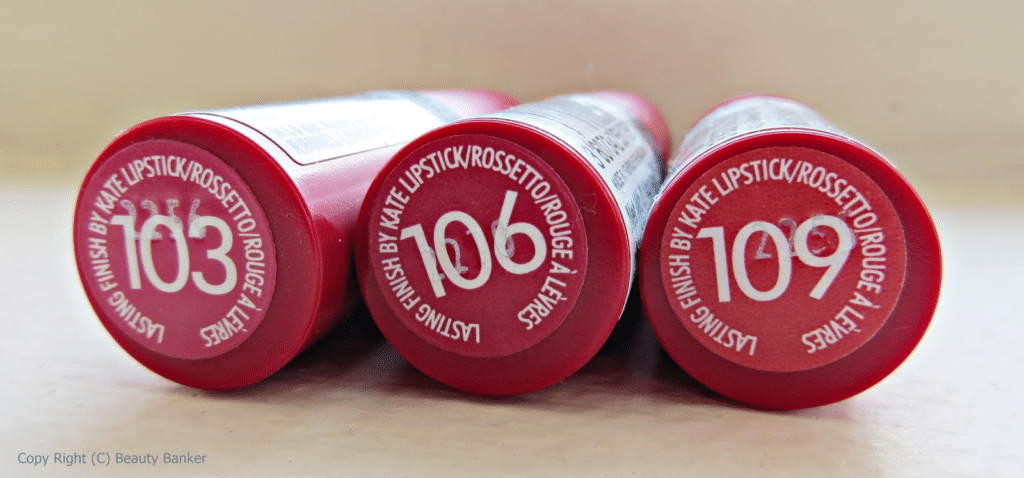 LASTING FINISH BY KATE LIPSTICK/ROSSETTO/ROUGE À LÈVRES
103
2256
LASTING FINISH BY KATE LIPSTICK/ROSSETTO/ROUGE À LÈVRES
106
LASTING FINISH BY KATE LIPSTICK/ROSSETTO/ROUGE À LÈVRES
109
Copy Right (C) Beauty Banker